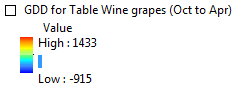 GDD for Table Wine grapes (Oct to Apr)
Value
High : 1433
Low : -915